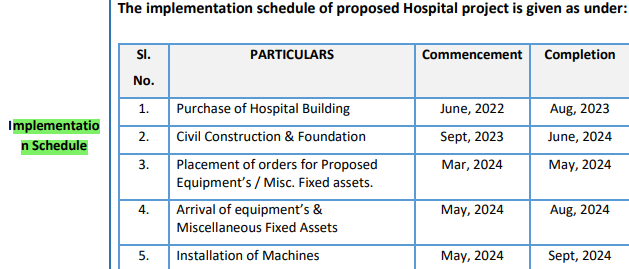 The implementation schedule of proposed Hospital project is given as under:
Implementatio
n Schedule
Sl. No. PARTICULARS Commencement Completion
1. Purchase of Hospital Building June, 2022 Aug, 2023
2. Civil Construction & Foundation Sept, 2023 June, 2024
3. Placement of orders for Proposed Mar, 2024 May, 2024
Equipment's / Misc. Fixed assets.
4. Arrival of equipment's & May, 2024 Aug, 2024
Miscellaneous Fixed Assets
5. Installation of Machines May, 2024 Sept, 2024